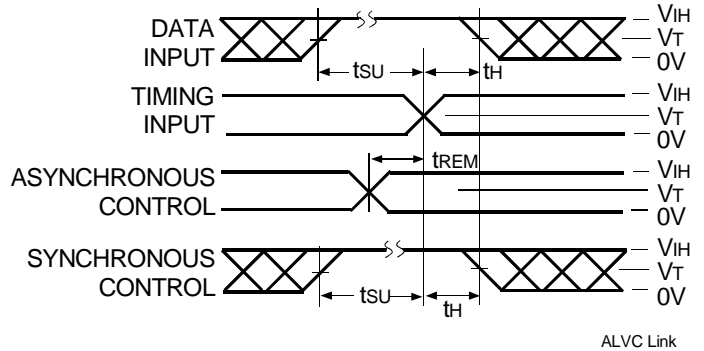 DATA
INPUT
tSU
tH
VIH
VT
0V
TIMING
INPUT
VIH
VT
0V
tREM
ASYNCHRONOUS
CONTROL
VIH
VT
0V
SYNCHRONOUS
CONTROL
tSU
tH
VIH
VT
0V
ALVC Link